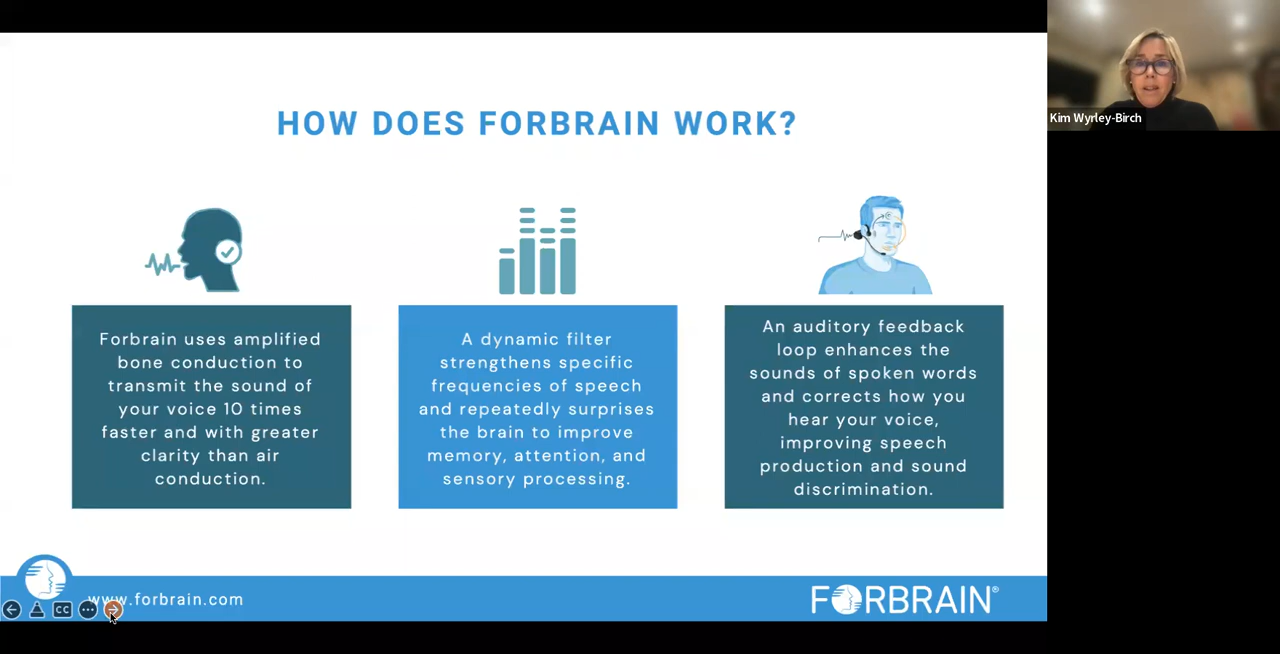 HOW DOES FORBRAIN WORK?
Kim Wyrley-Birch
Forbrain uses amplified
bone conduction to
transmit the sound of
your voice 10 times
faster and with greater
clarity than air
conduction.
A dynamic filter
strengthens specific
frequencies of speech
and repeatedly surprises
the brain to improve
memory, attention, and
sensory processing.
An auditory feedback
loop enhances the
sounds of spoken words
and corrects how you
hear your voice,
improving speech
production and sound
discrimination.
www.forbrain.com
CC
FORBRAIN®